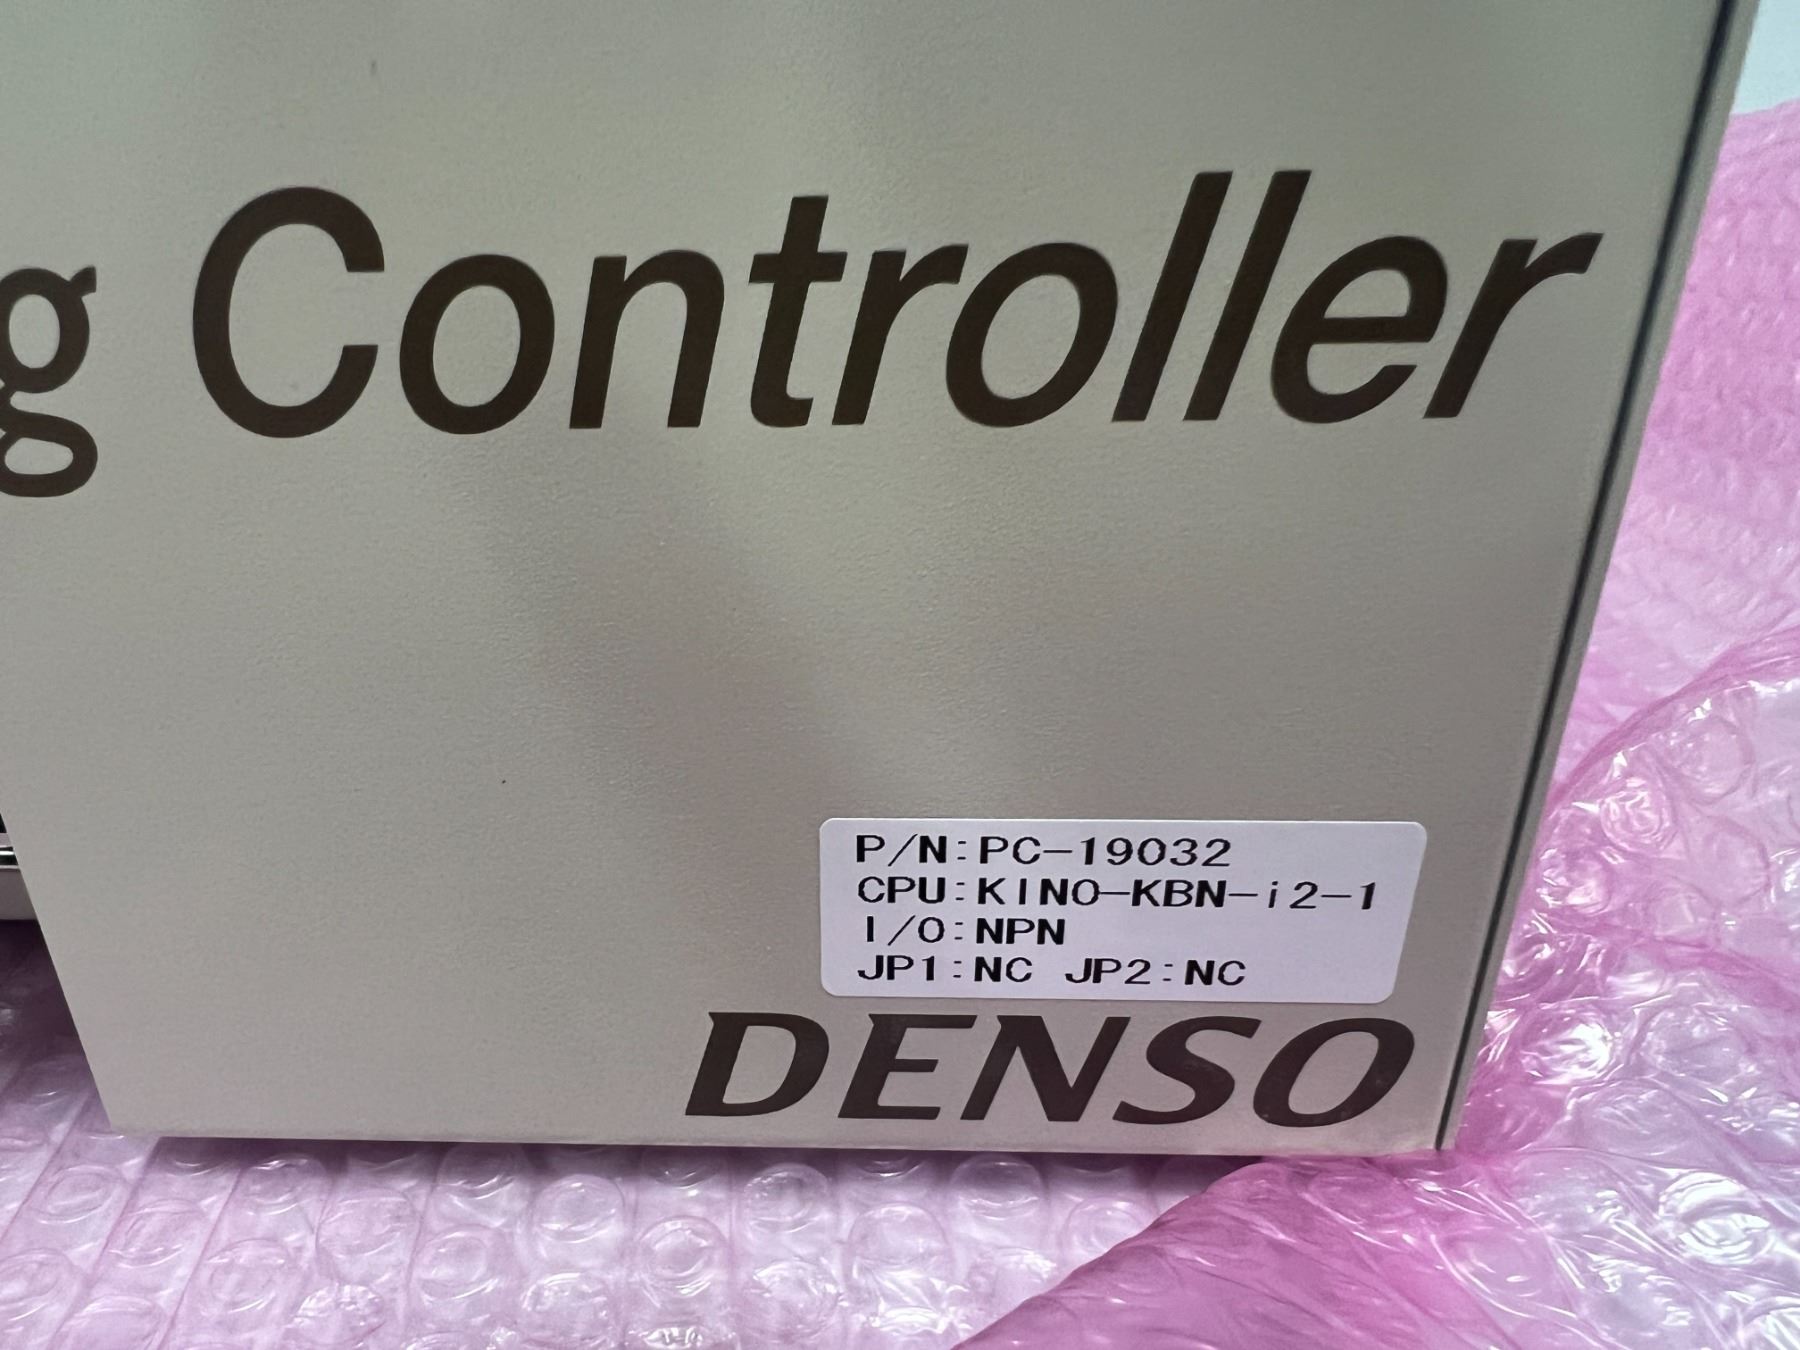 g Controller
P/N:PC-19032
CPU:KINO-KBN-i2-1
I/O:NPN
JP1:NC JP2:NC
DENSO